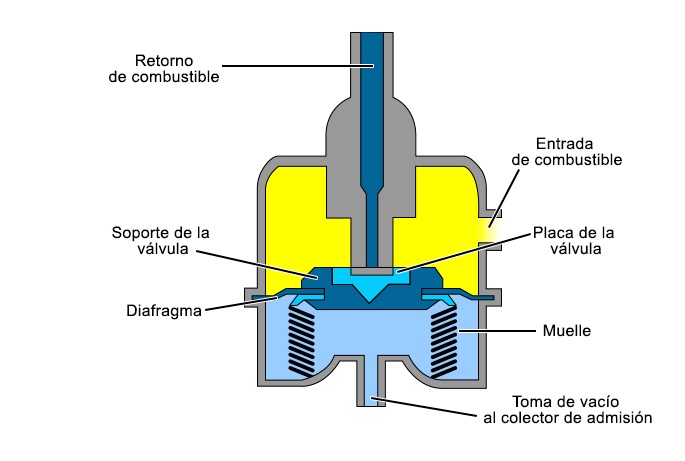 Retorno
de combustible
Entrada
de combustible
Soporte de la
válvula
Placa de la
válvula
Diafragma
Muelle
Toma de vacío
al colector de admisión